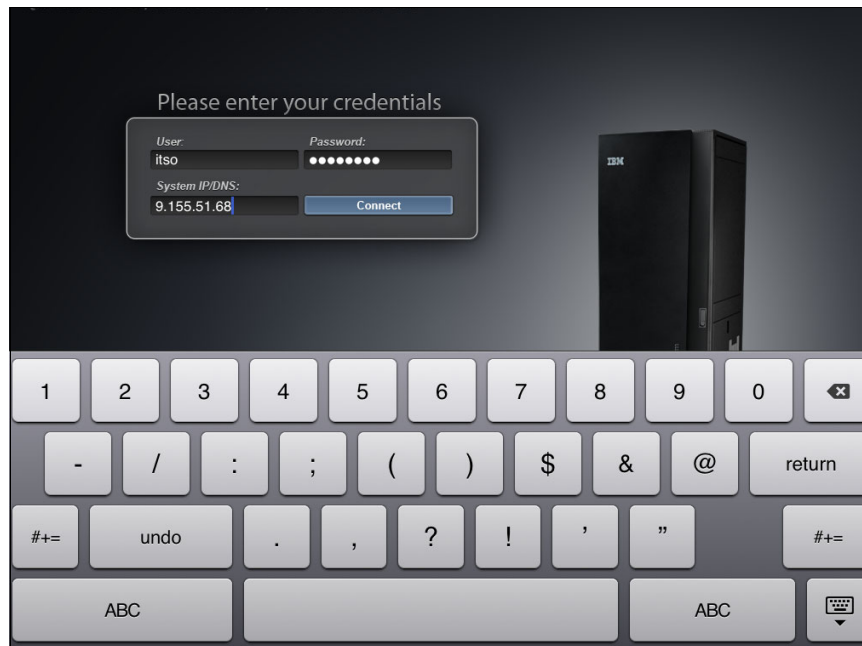 Please enter your credentials
User: Password:
itso ●●●●●●●●
System IP/DNS:
9.155.51.68 Connect
IBM
1 2 3 4 5 6 7 8 9 0
- / : ; ( ) $ & @ return
#+= undo . , ? ! ' " #+=
ABC ABC